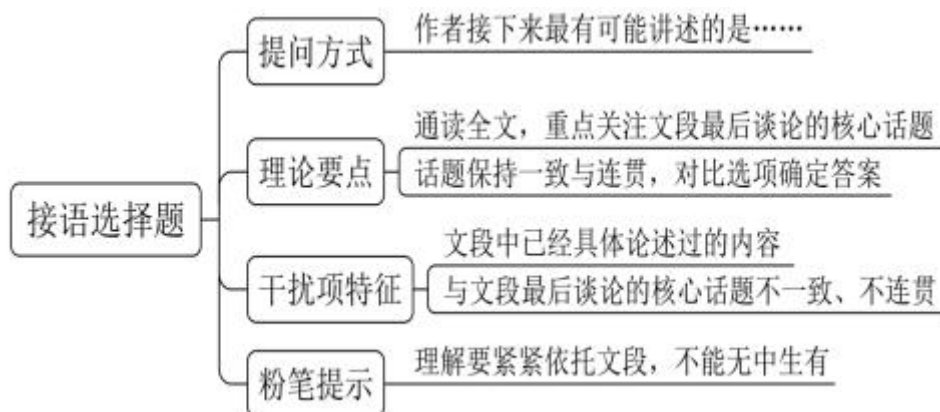 接语选择题
提问方式
作者接下来最有可能讲述的是……
理论要点
通读全文，重点关注文段最后谈论的核心话题
话题保持一致与连贯，对比选项确定答案
干扰项特征
文段中已经具体论述过的内容
与文段最后谈论的核心话题不一致、不连贯
粉笔提示
理解要紧紧依托文段，不能无中生有